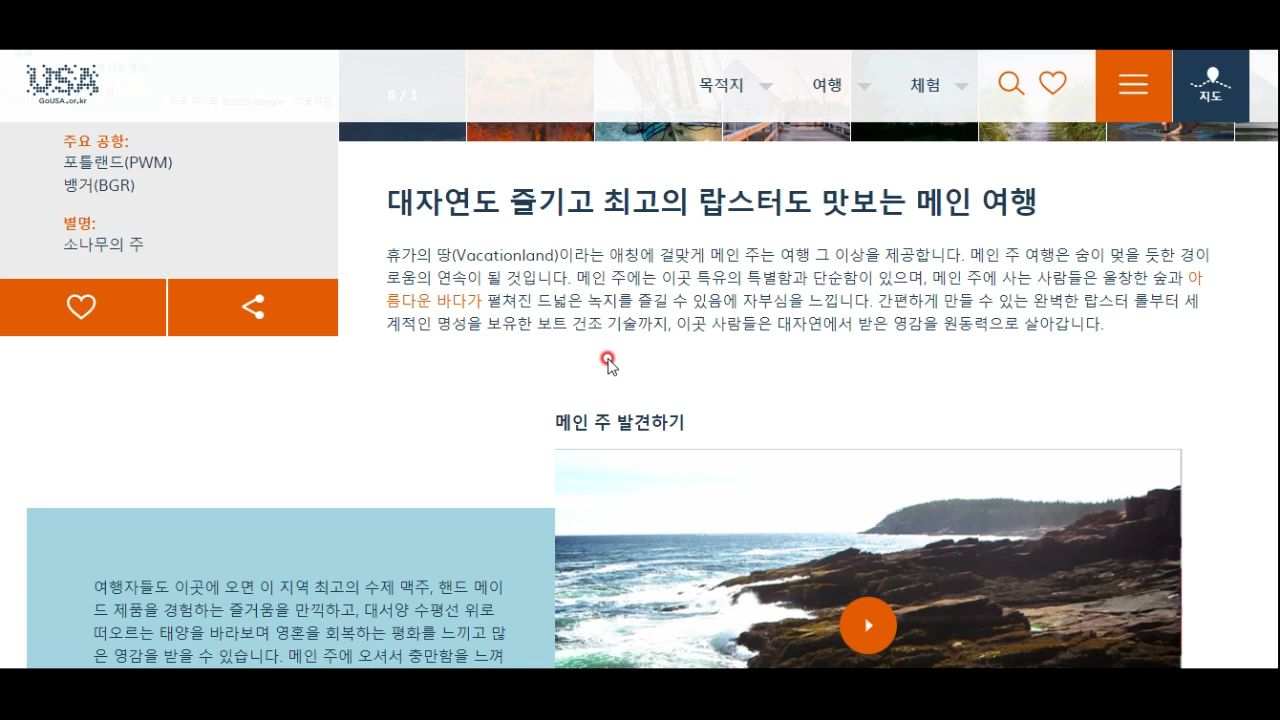 USA
GoUSA.or.kr
8 / 1
목적지
여행
체험
지도
주요 공항:
포틀랜드(PWM)
뱅거(BGR)
별명:
소나무의 주
대자연도 즐기고 최고의 랍스터도 맛보는 메인 여행
휴가의 땅(Vacationland)이라는 애칭에 걸맞게 메인 주는 여행 그 이상을 제공합니다. 메인 주 여행은 숨이 멎을 듯한 경이
로움의 연속이 될 것입니다. 메인 주에는 이곳 특유의 특별함과 단순함이 있으며, 메인 주에 사는 사람들은 울창한 숲과 아
름다운 바다가 펼쳐진 드넓은 녹지를 즐길 수 있음에 자부심을 느낍니다. 간편하게 만들 수 있는 완벽한 랍스터 롤부터 세
계적인 명성을 보유한 보트 건조 기술까지, 이곳 사람들은 대자연에서 받은 영감을 원동력으로 살아갑니다.
메인 주 발견하기
여행자들도 이곳에 오면 이 지역 최고의 수제 맥주, 핸드 메이
드 제품을 경험하는 즐거움을 만끽하고, 대서양 수평선 위로
떠오르는 태양을 바라보며 영혼을 회복하는 평화를 느끼고 많
은 영감을 받을 수 있습니다. 메인 주에 오셔서 충만함을 느껴